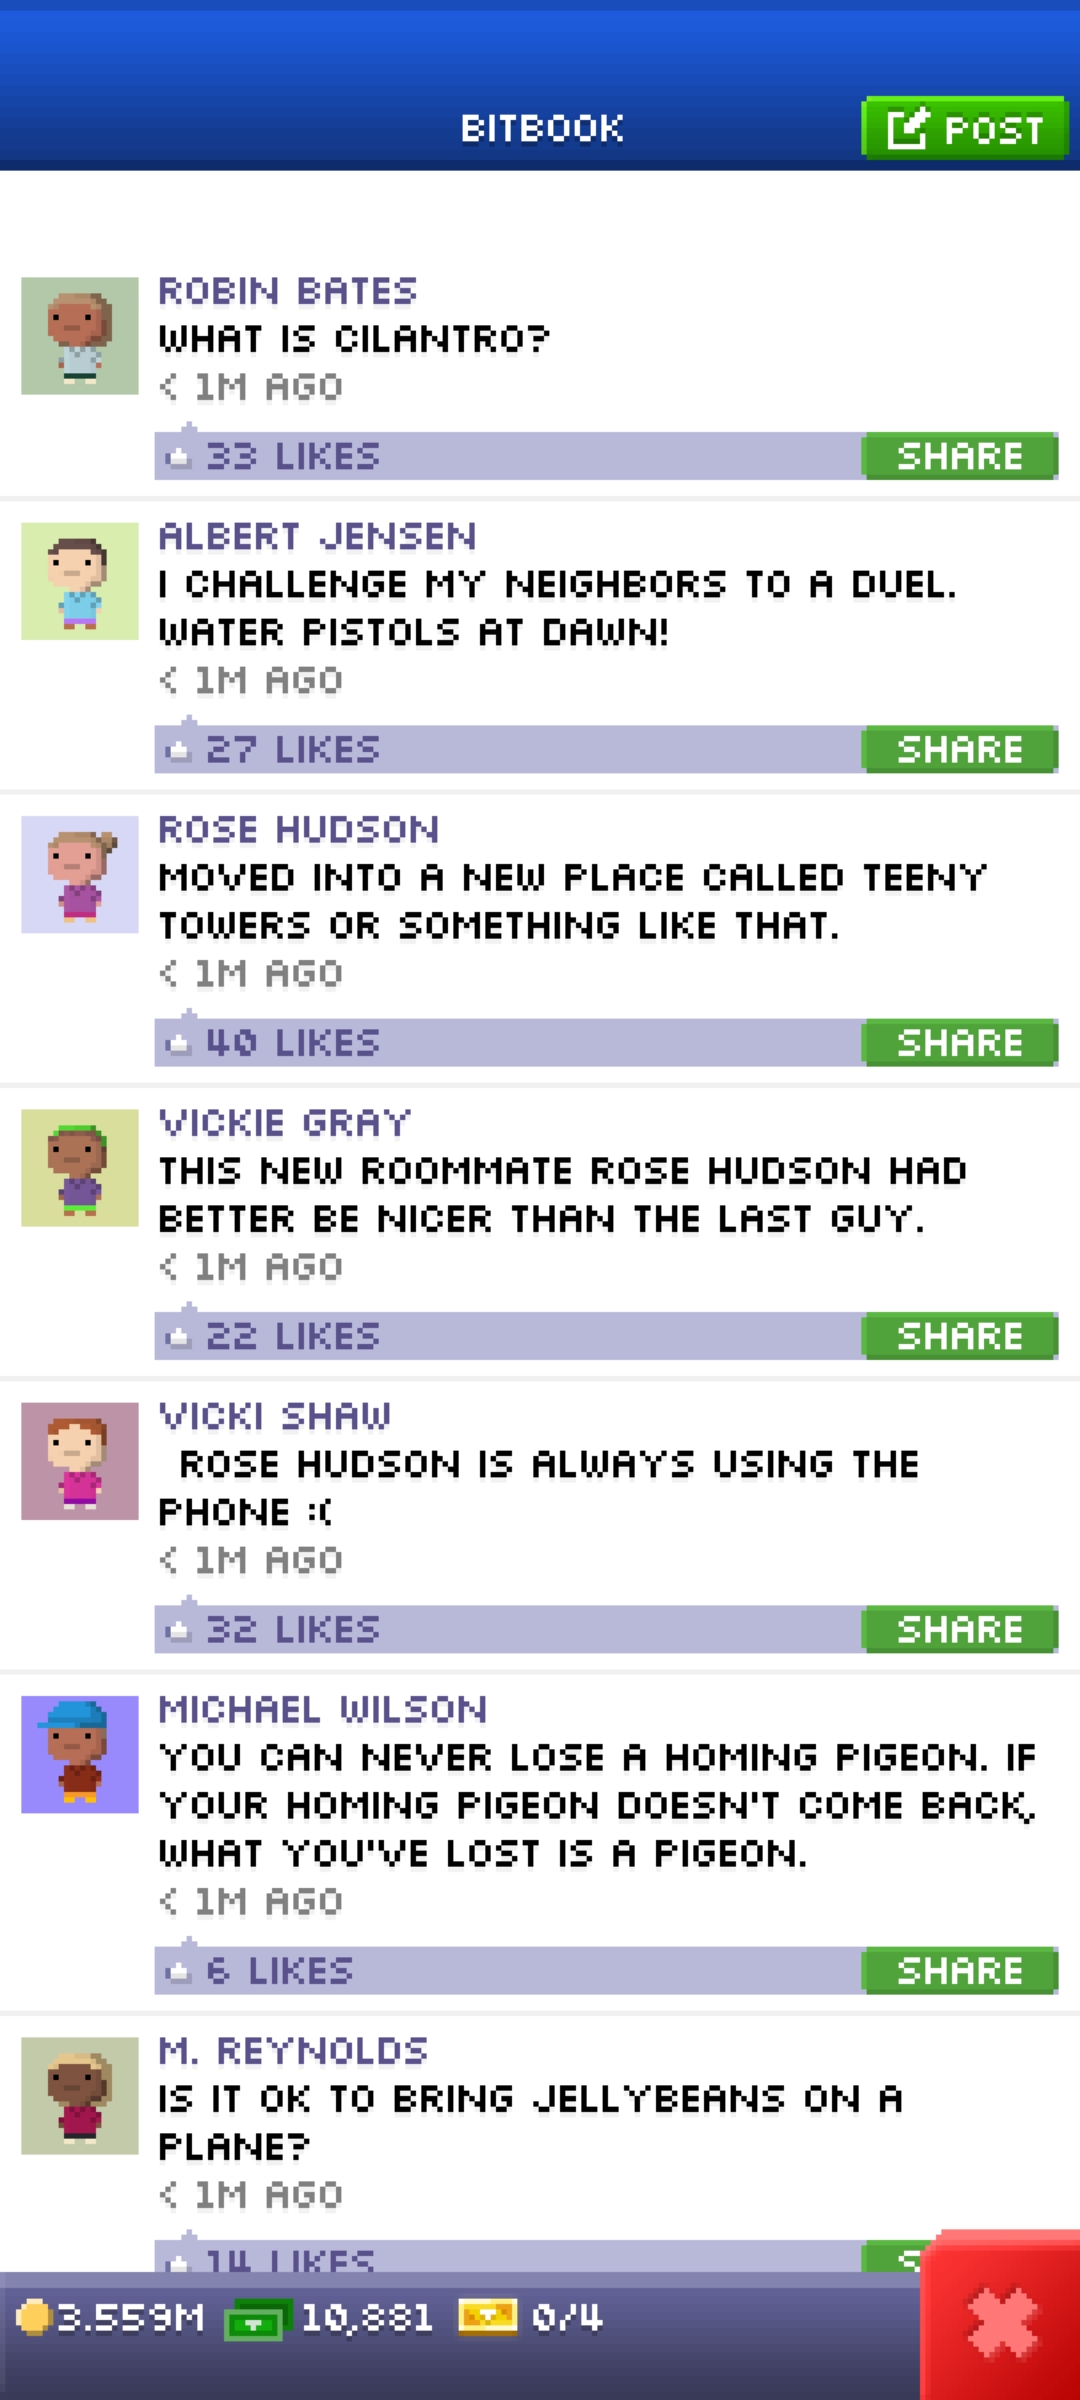 BITBOOK
POST
ROBIN BATES
WHAT IS CILANTRO?
< 1M AGO
33 LIKES
SHARE
ALBERT JENSEN
I CHALLENGE MY NEIGHBORS TO A DUEL.
WATER PISTOLS AT DAWN!
< 1M AGO
27 LIKES
SHARE
ROSE HUDSON
MOVED INTO A NEW PLACE CALLED TEENY
TOWERS OR SOMETHING LIKE THAT.
< 1M AGO
40 LIKES
SHARE
VICKIE GRAY
THIS NEW ROOMMATE ROSE HUDSON HAD
BETTER BE NICER THAN THE LAST GUY.
< 1M AGO
22 LIKES
SHARE
VICKI SHAW
ROSE HUDSON IS ALWAYS USING THE
PHONE :(
< 1M AGO
32 LIKES
SHARE
MICHAEL WILSON
YOU CAN NEVER LOSE A HOMING PIGEON. IF
YOUR HOMING PIGEON DOESN'T COME BACK,
WHAT YOU'VE LOST IS A PIGEON.
< 1M AGO
6 LIKES
SHARE
M. REYNOLDS
IS IT OK TO BRING JELLYBEANS ON A
PLANE?
< 1M AGO
14 LIKES
3.559M 10,881 0/4